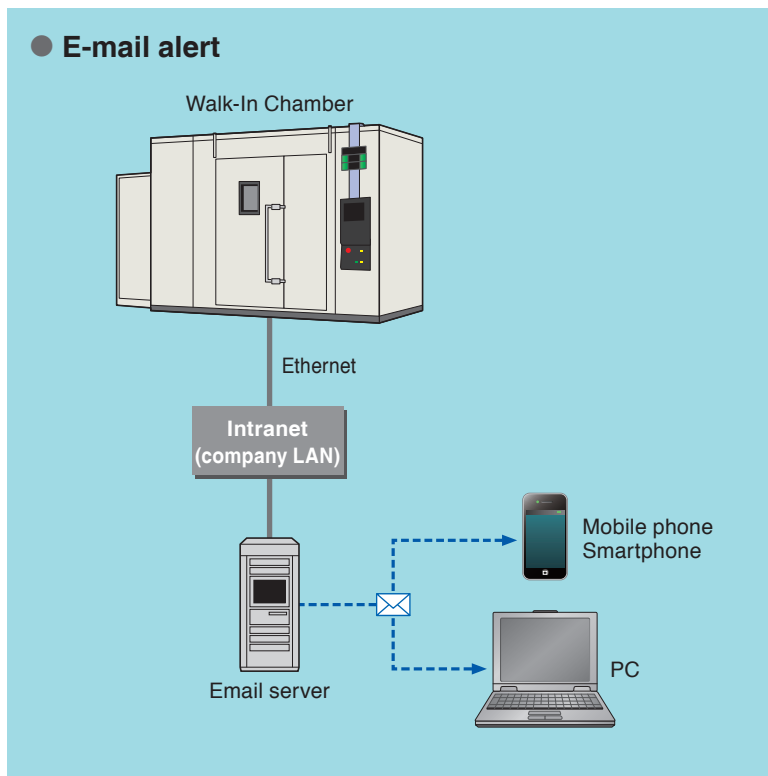 E-mail alert
Walk-In Chamber
Ethernet
Intranet
(company LAN)
Mobile phone
Smartphone
PC
Email server